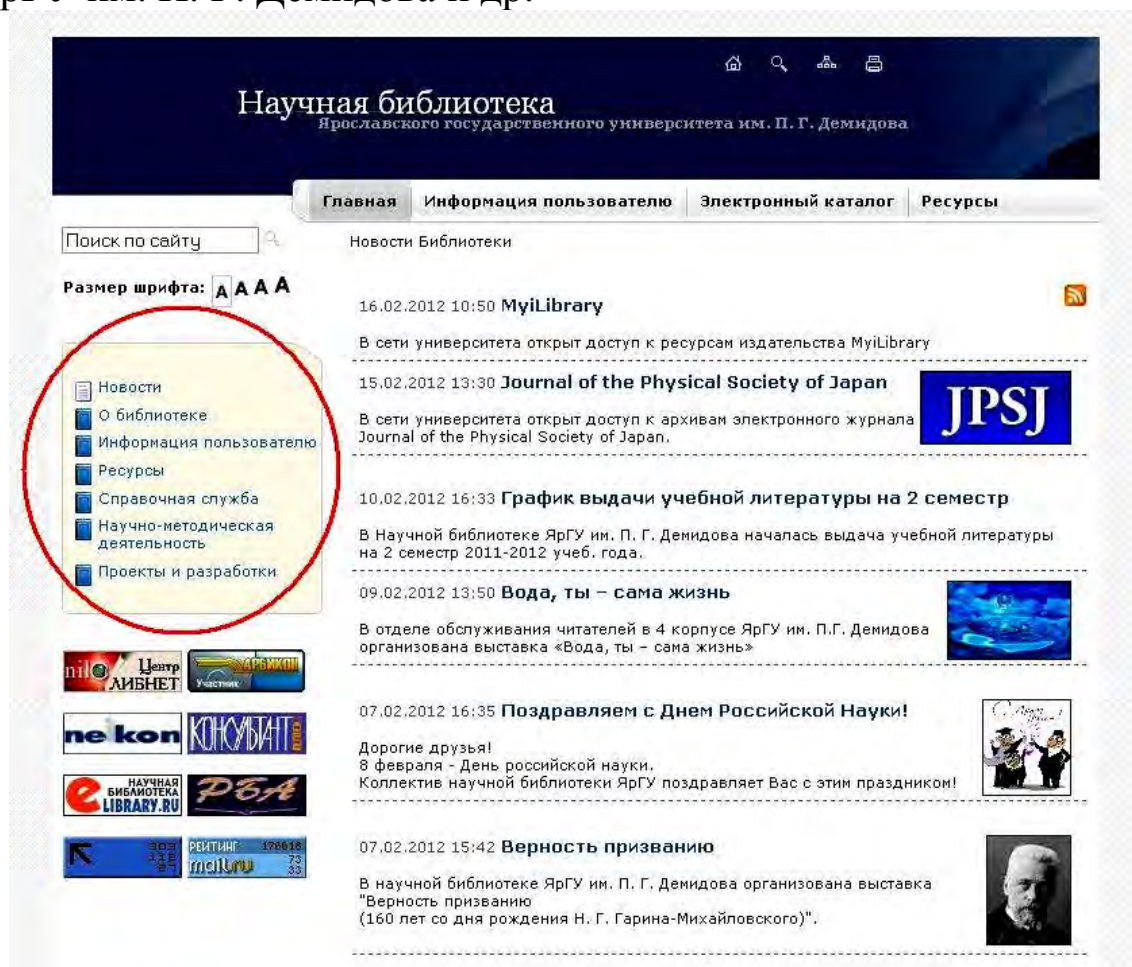 им. П. Г. Демидова и др.
Научная библиотека
Ярославского государственного университета им. П. Г. Демидова
Главная
Информация пользователю
Электронный каталог
Ресурсы
Поиск по сайту
Размер шрифта: A A A A
Новости
О библиотеке
Информация пользователю
Ресурсы
Справочная служба
Научно-методическая
деятельность
Проекты и разработки
nilc Центр
ЛИБНЕТ
АРБИКОН
Участник
neikon
КОНСУЛЬТАНТ
НАУЧНАЯ
БИБЛИОТЕКА
eLIBRARY.RU
РБА
РЕЙТИНГ
mail.ru
73
33
Новости Библиотеки
16.02.2012 10:50 MyiLibrary
В сети университета открыт доступ к ресурсам издательства MyiLibrary
15.02.2012 13:30 Journal of the Physical Society of Japan
JPSJ
В сети университета открыт доступ к архивам электронного журнала
Journal of the Physical Society of Japan.
10.02.2012 16:33 График выдачи учебной литературы на 2 семестр
В Научной библиотеке ЯрГУ им. П. Г. Демидова началась выдача учебной литературы
на 2 семестр 2011-2012 учеб. года.
09.02.2012 13:50 Вода, ты – сама жизнь
В отделе обслуживания читателей в 4 корпусе ЯрГУ им. П.Г. Демидова
организована выставка «Вода, ты – сама жизнь»
07.02.2012 16:35 Поздравляем с Днем Российской Науки!
Дорогие друзья!
8 февраля - День российской науки.
Коллектив научной библиотеки ЯрГУ поздравляет Вас с этим праздником!
07.02.2012 15:42 Верность призванию
В научной библиотеке ЯрГУ им. П. Г. Демидова организована выставка
"Верность призванию
(160 лет со дня рождения Н. Г. Гарина-Михайловского)".